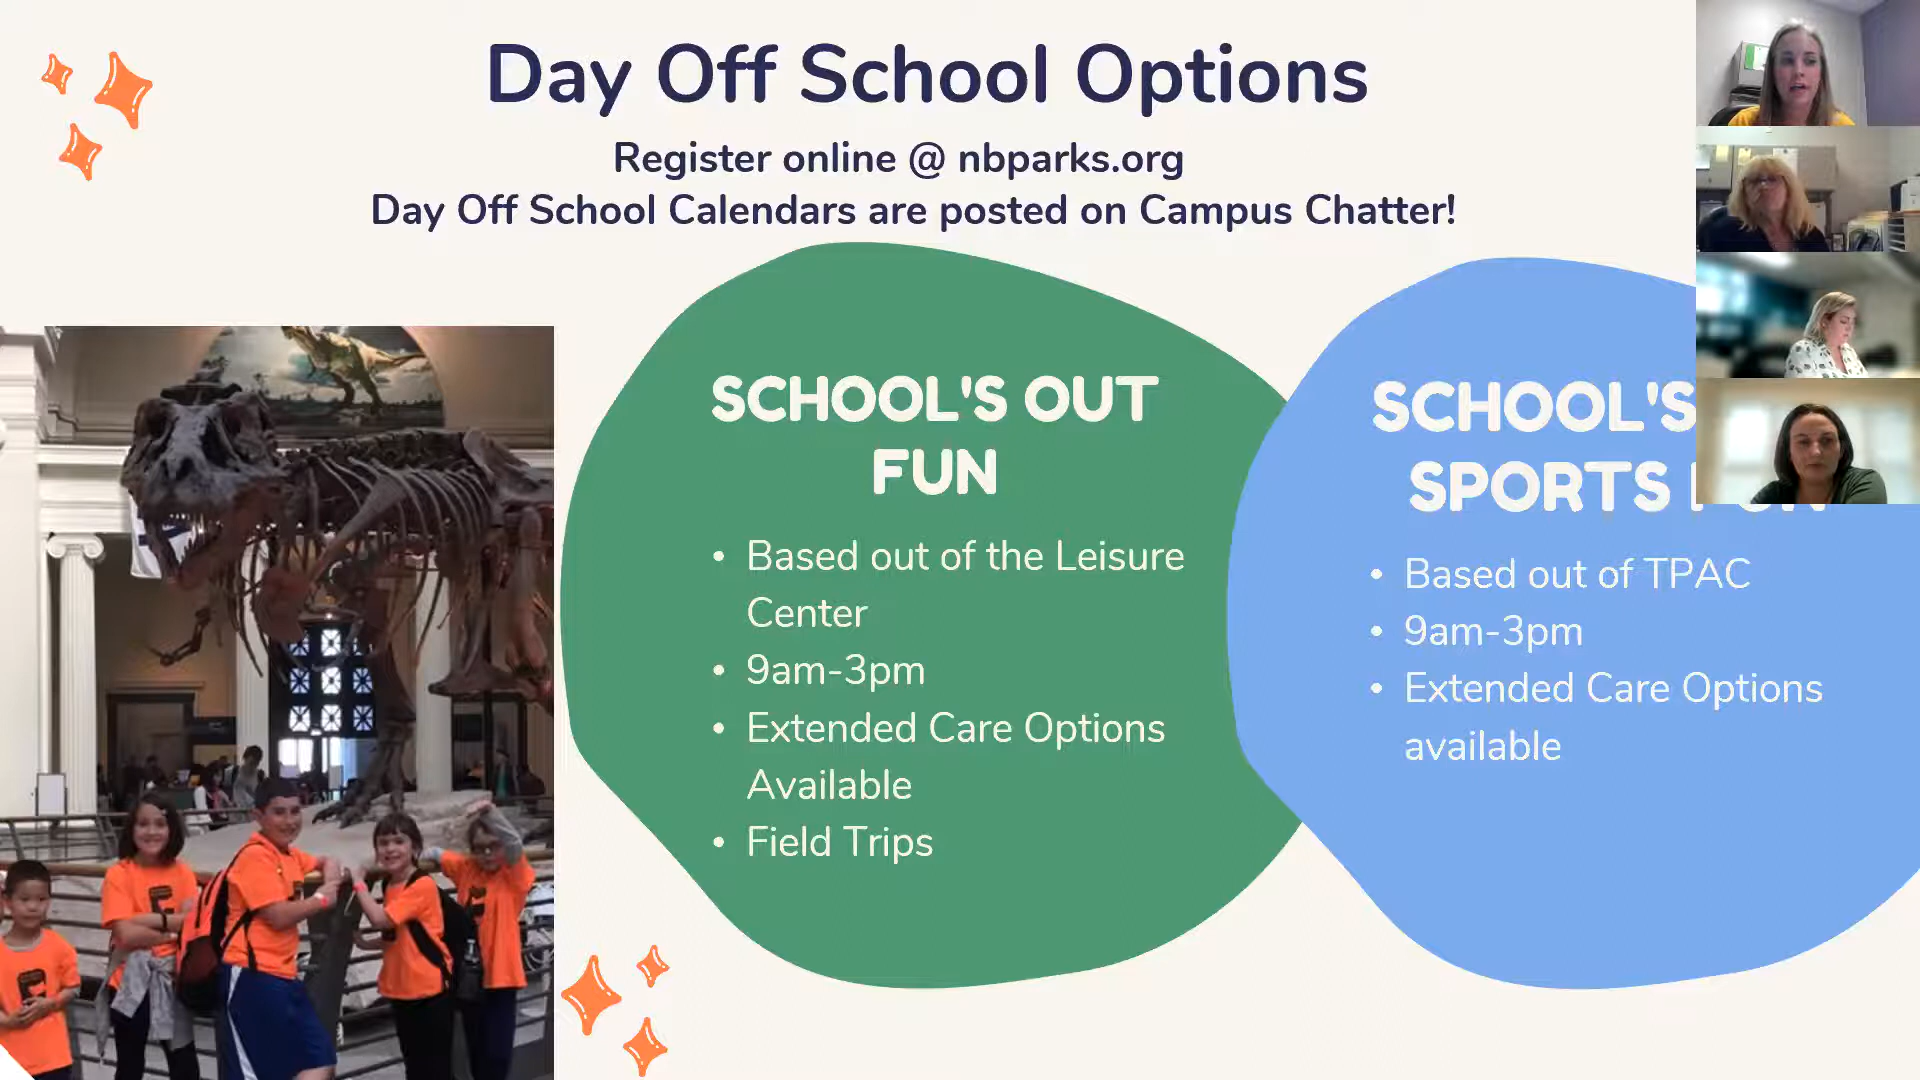 Day Off School Options
Register online @ nbparks.org
Day Off School Calendars are posted on Campus Chatter!
SCHOOL'S OUT
FUN
• Based out of the Leisure
Center
• 9am-3pm
• Extended Care Options
Available
• Field Trips
SCHOOL'S
SPORTS
• Based out of TPAC
• 9am-3pm
• Extended Care Options
available